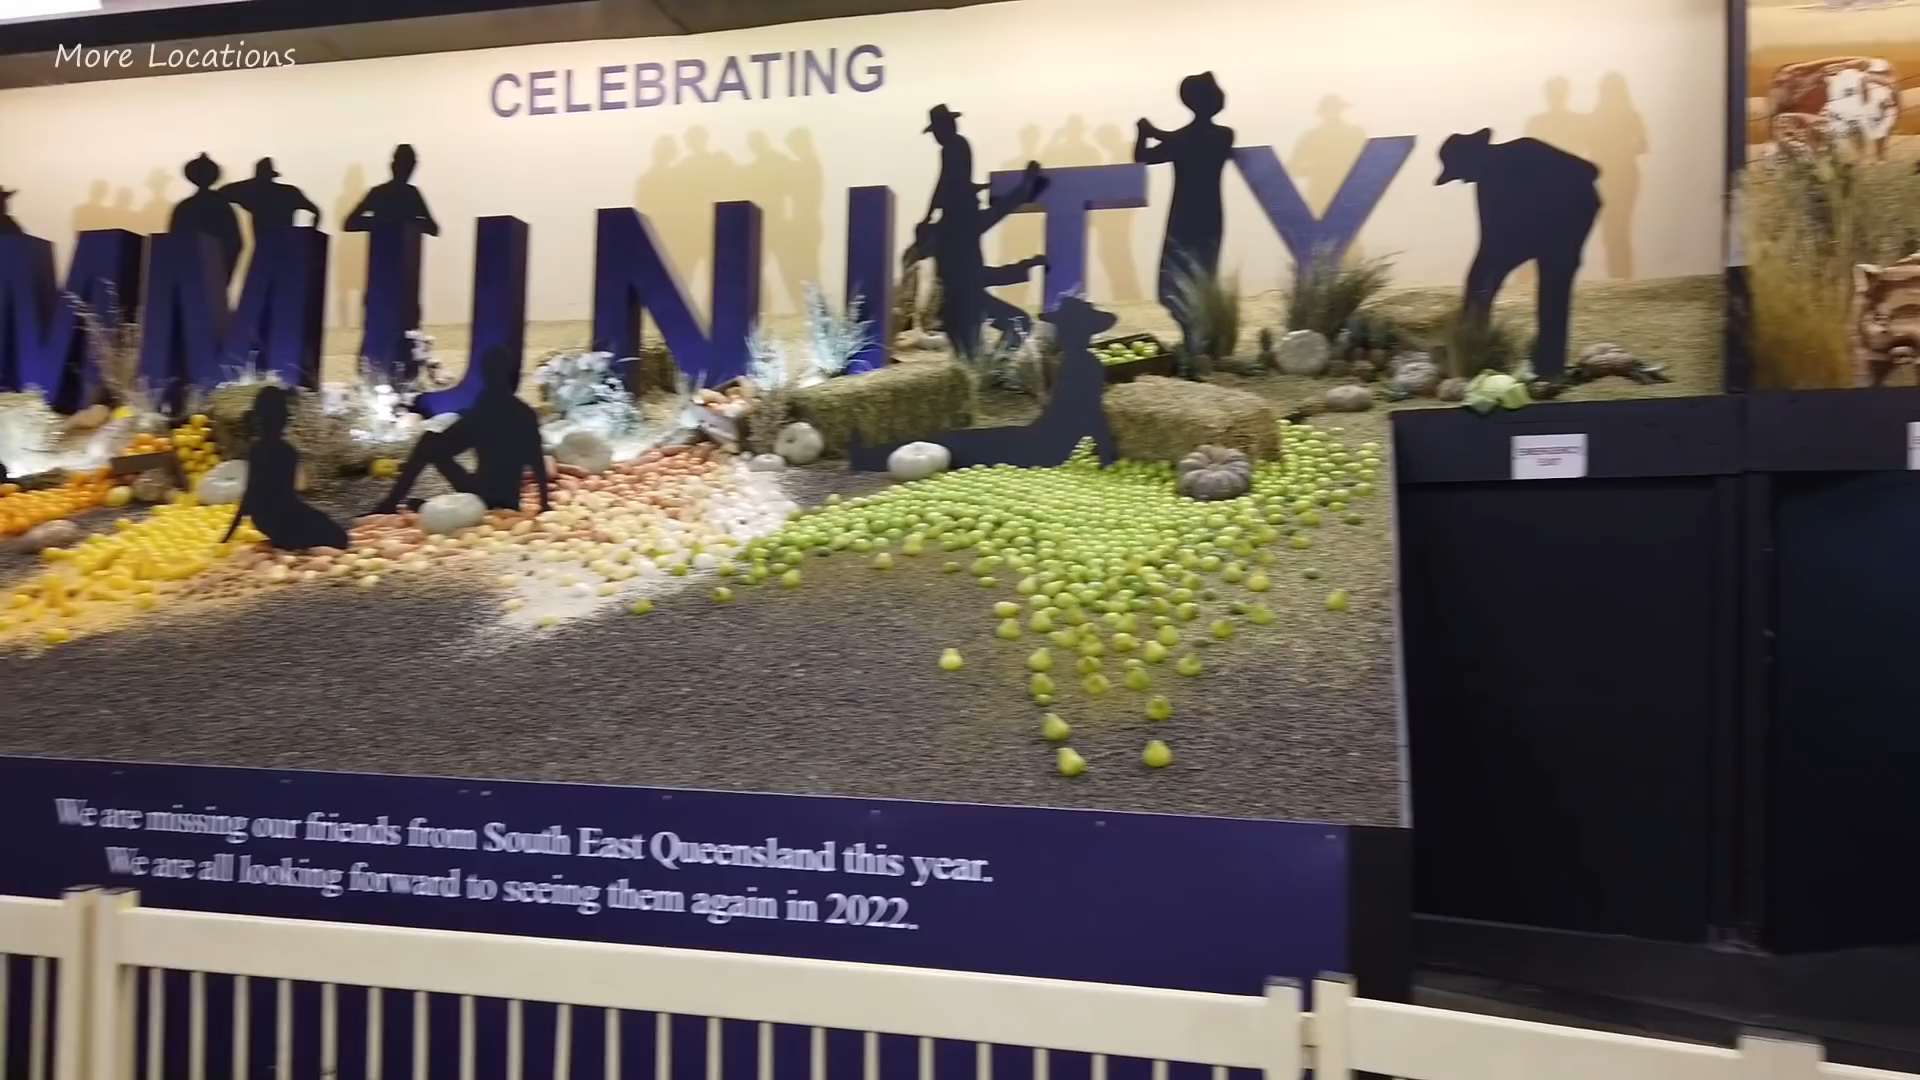 More Locations
CELEBRATING
MMUNITY
We are missing our friends from South East Queensland this year.
We are all looking forward to seeing them again in 2022.